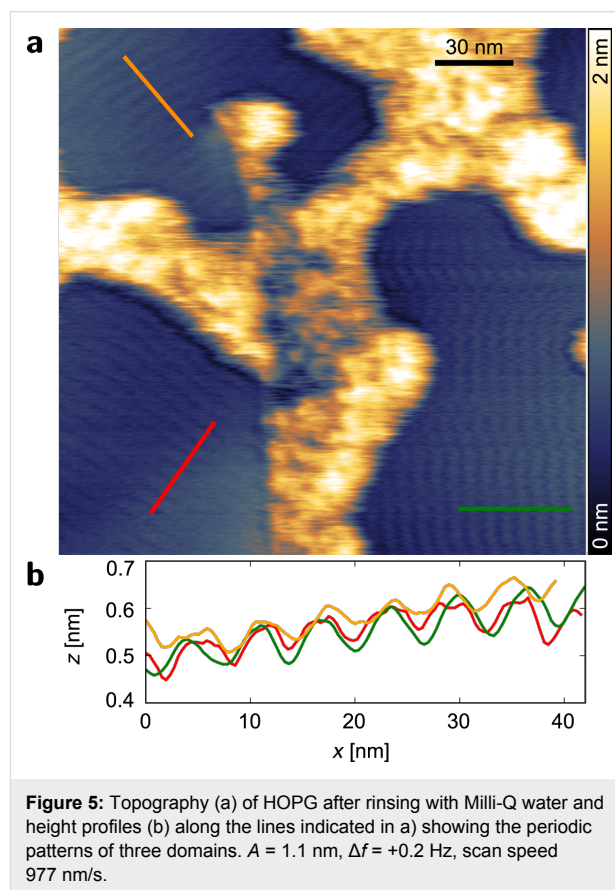 a
30 nm
2 nm
0 nm
b
0.7
0.6
0.5
0.4
z [nm]
0
10
20
30
40
x [nm]
Figure 5: Topography (a) of HOPG after rinsing with Milli-Q water and
height profiles (b) along the lines indicated in a) showing the periodic
patterns of three domains. A = 1.1 nm, Δf = +0.2 Hz, scan speed
977 nm/s.